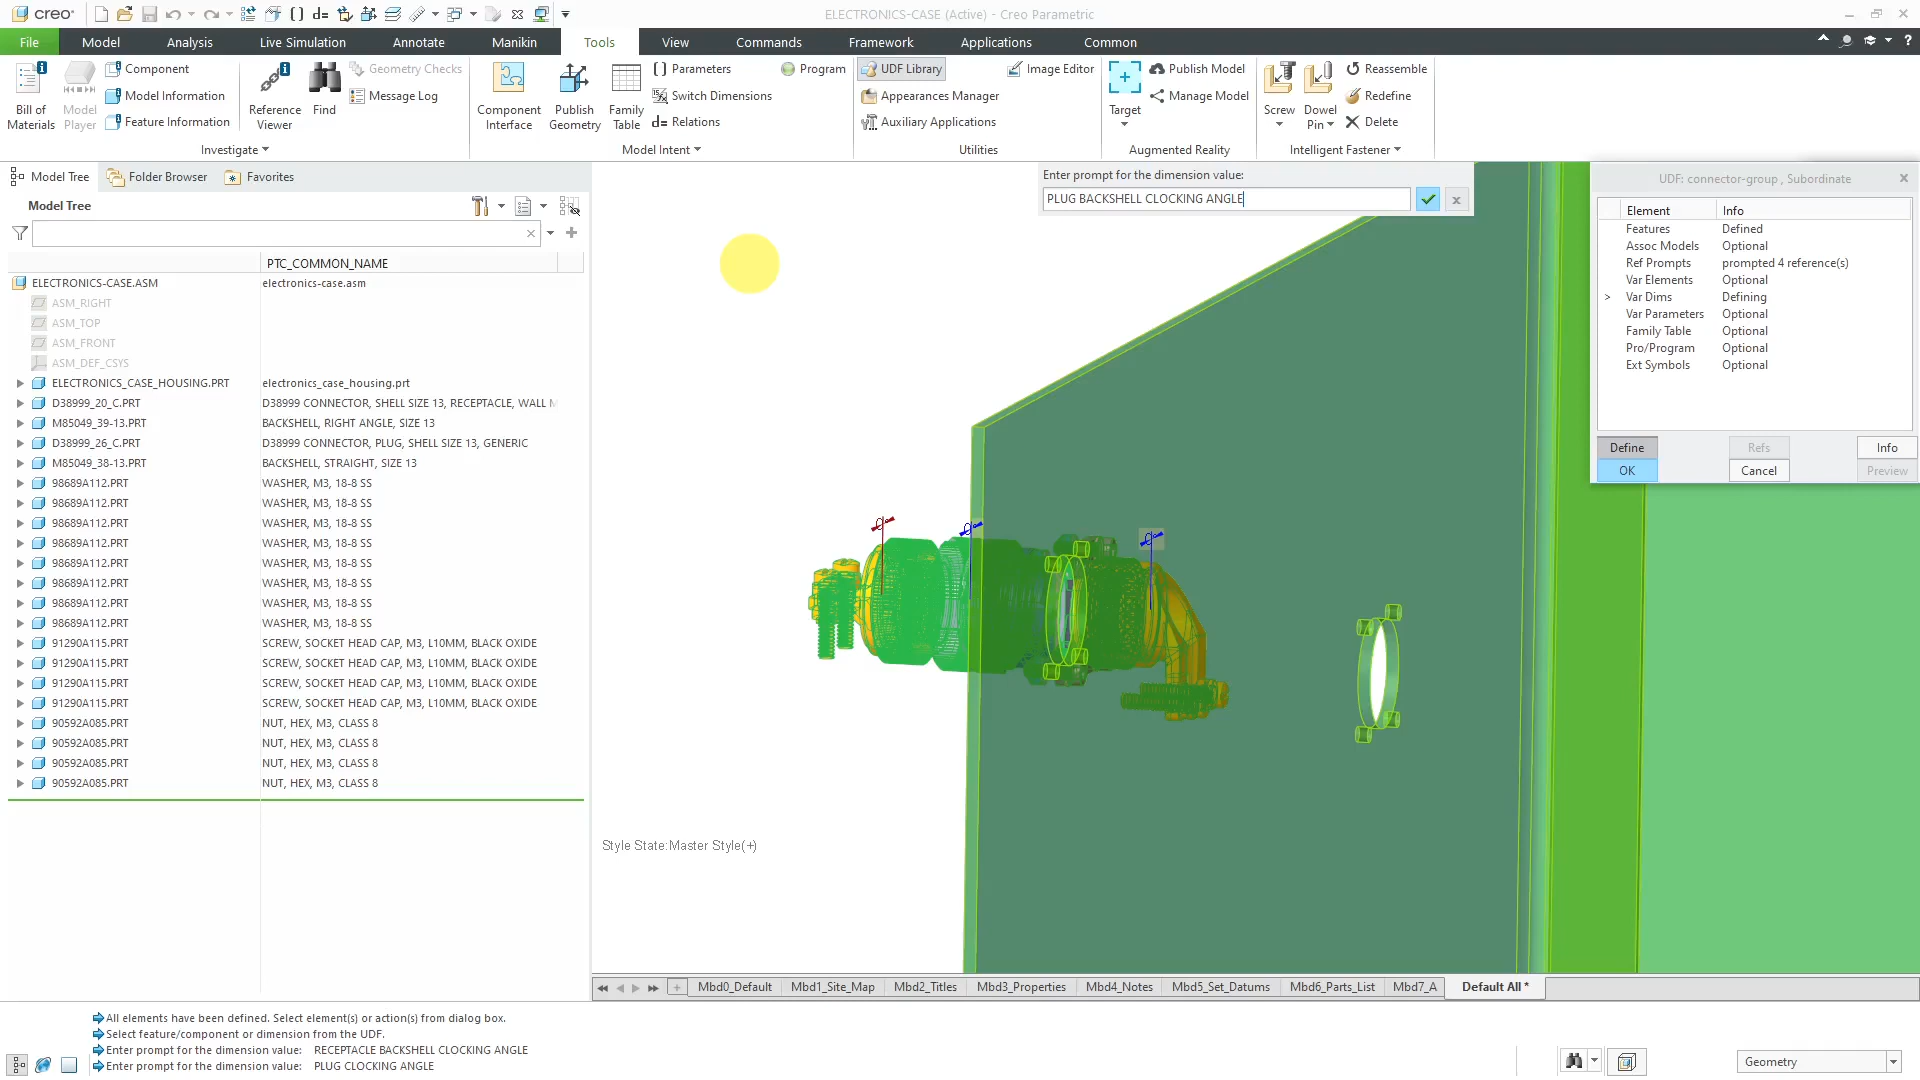 creo
ELECTRONICS-CASE (Active) - Creo Parametric
File Model Analysis Live Simulation Annotate Manikin Tools View Commands Framework Applications Common
Bill of Materials
Model Player
Component
Model Information
Feature Information
Reference Viewer
Find
Geometry Checks
Message Log
Investigate
Component Interface
Publish Geometry
Family Table
Parameters
Switch Dimensions
Relations
Program
Model Intent
UDF Library
Appearances Manager
Auxiliary Applications
Image Editor
Utilities
Target
Publish Model
Manage Model
Augmented Reality
Screw
Dowel Pin
Reassemble
Redefine
Delete
Intelligent Fastener
Model Tree Folder Browser Favorites
Model Tree
PTC_COMMON_NAME
ELECTRONICS-CASE.ASM electronics-case.asm
ASM_RIGHT
ASM_TOP
ASM_FRONT
ASM_DEF_CSYS
ELECTRONICS_CASE_HOUSING.PRT electronics_case_housing.prt
D38999_20_C.PRT D38999 CONNECTOR, SHELL SIZE 13, RECEPTACLE, WALL M
M85049_39-13.PRT BACKSHELL, RIGHT ANGLE, SIZE 13
D38999_26_C.PRT D38999 CONNECTOR, PLUG, SHELL SIZE 13, GENERIC
M85049_38-13.PRT BACKSHELL, STRAIGHT, SIZE 13
98689A112.PRT WASHER, M3, 18-8 SS
98689A112.PRT WASHER, M3, 18-8 SS
98689A112.PRT WASHER, M3, 18-8 SS
98689A112.PRT WASHER, M3, 18-8 SS
98689A112.PRT WASHER, M3, 18-8 SS
98689A112.PRT WASHER, M3, 18-8 SS
98689A112.PRT WASHER, M3, 18-8 SS
98689A112.PRT WASHER, M3, 18-8 SS
91290A115.PRT SCREW, SOCKET HEAD CAP, M3, L10MM, BLACK OXIDE
91290A115.PRT SCREW, SOCKET HEAD CAP, M3, L10MM, BLACK OXIDE
91290A115.PRT SCREW, SOCKET HEAD CAP, M3, L10MM, BLACK OXIDE
91290A115.PRT SCREW, SOCKET HEAD CAP, M3, L10MM, BLACK OXIDE
90592A085.PRT NUT, HEX, M3, CLASS 8
90592A085.PRT NUT, HEX, M3, CLASS 8
90592A085.PRT NUT, HEX, M3, CLASS 8
90592A085.PRT NUT, HEX, M3, CLASS 8
Enter prompt for the dimension value:
PLUG BACKSHELL CLOCKING ANGLE
UDF: connector-group , Subordinate
Element Info
Features Defined
Assoc Models Optional
Ref Prompts prompted 4 reference(s)
Var Elements Optional
> Var Dims Defining
Var Parameters Optional
Family Table Optional
Pro/Program Optional
Ext Symbols Optional
Define Refs Info
OK Cancel Preview
Style State:Master Style(+)
Mbd0_Default Mbd1_Site_Map Mbd2_Titles Mbd3_Properties Mbd4_Notes Mbd5_Set_Datums Mbd6_Parts_List Mbd7_A Default All *
All elements have been defined. Select element(s) or action(s) from dialog box.
Select feature/component or dimension from the UDF.
Enter prompt for the dimension value: RECEPTACLE BACKSHELL CLOCKING ANGLE
Enter prompt for the dimension value: PLUG CLOCKING ANGLE
Geometry